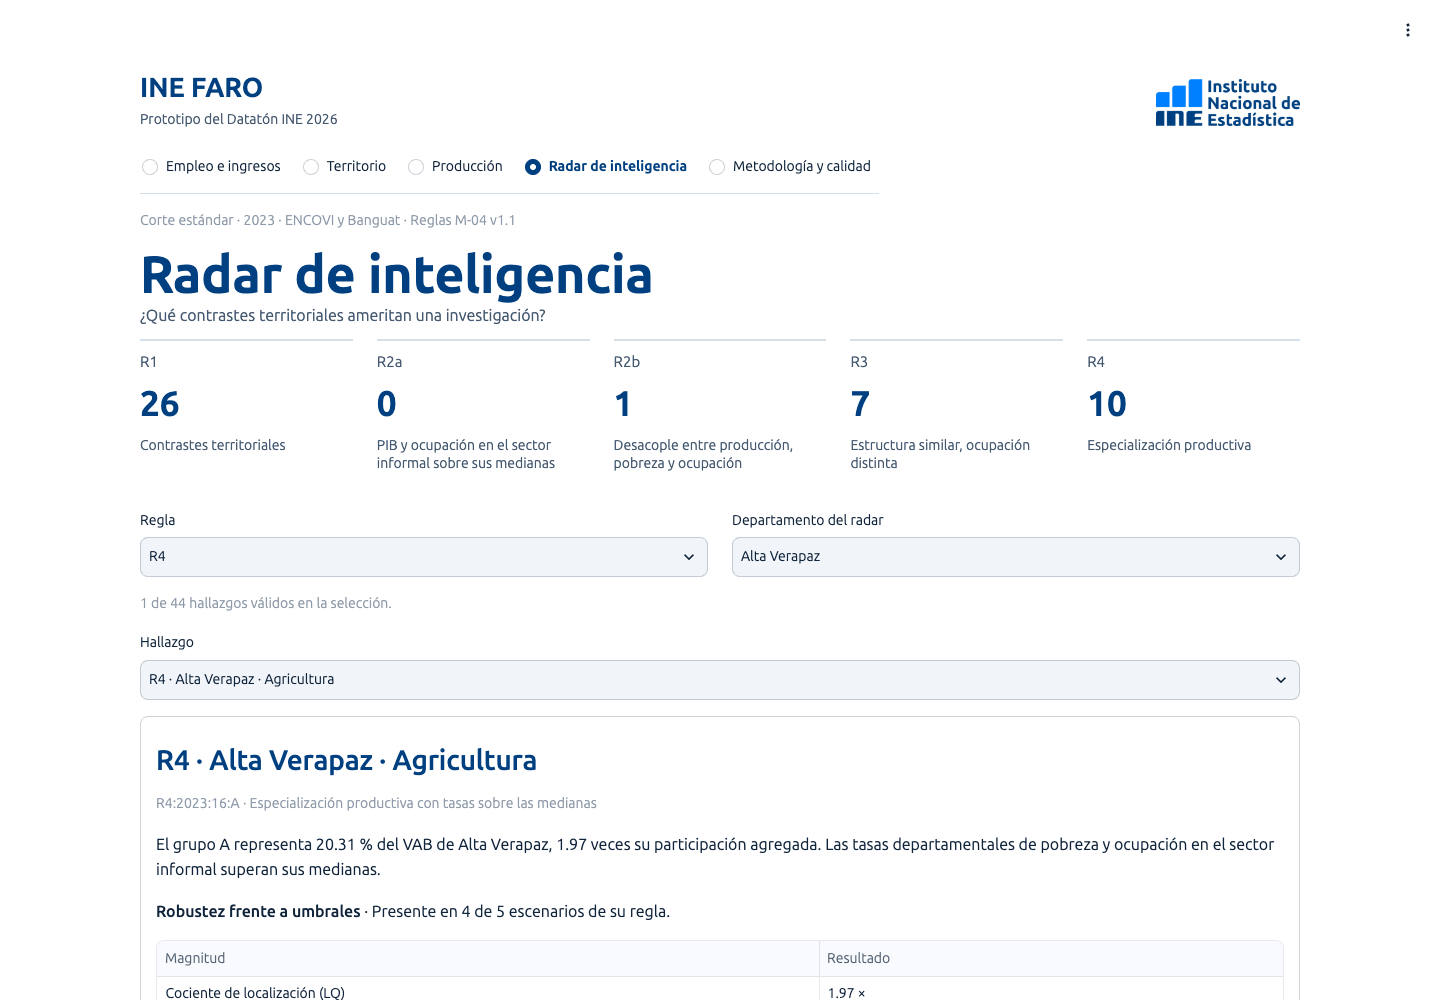 INE FARO
Prototipo del Datatón INE 2026
INE Instituto Nacional de Estadística
Empleo e ingresos
Territorio
Producción
Radar de inteligencia
Metodología y calidad
Corte estándar · 2023 · ENCOVI y Banguat · Reglas M-04 v1.1
Radar de inteligencia
¿Qué contrastes territoriales ameritan una investigación?
R1
26
Contrastes territoriales
R2a
0
PIB y ocupación en el sector
informal sobre sus medianas
R2b
1
Desacople entre producción,
pobreza y ocupación
R3
7
Estructura similar, ocupación
distinta
R4
10
Especialización productiva
Regla
R4
Departamento del radar
Alta Verapaz
1 de 44 hallazgos válidos en la selección.
Hallazgo
R4 · Alta Verapaz · Agricultura
R4 · Alta Verapaz · Agricultura
R4:2023:16:A · Especialización productiva con tasas sobre las medianas
El grupo A representa 20.31 % del VAB de Alta Verapaz, 1.97 veces su participación agregada. Las tasas departamentales de pobreza y ocupación en el sector
informal superan sus medianas.
Robustez frente a umbrales · Presente en 4 de 5 escenarios de su regla.
Magnitud
Resultado
Cociente de localización (LQ)
1.97 ×